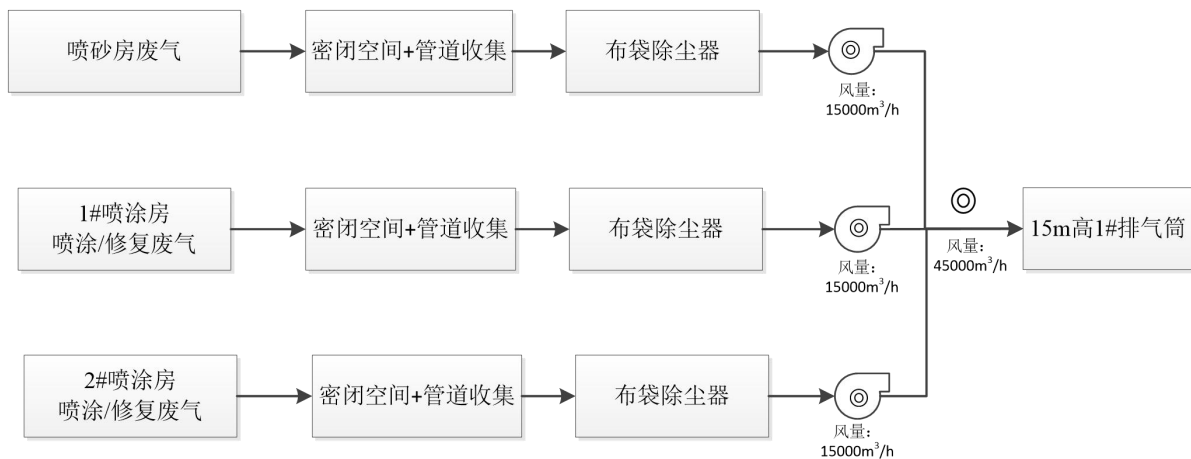 喷砂房废气
密闭空间+管道收集
布袋除尘器
风量：
15000m³/h
1#喷涂房
喷涂/修复废气
密闭空间+管道收集
布袋除尘器
风量：
15000m³/h
风量：
45000m³/h
15m高1#排气筒
2#喷涂房
喷涂/修复废气
密闭空间+管道收集
布袋除尘器
风量：
15000m³/h